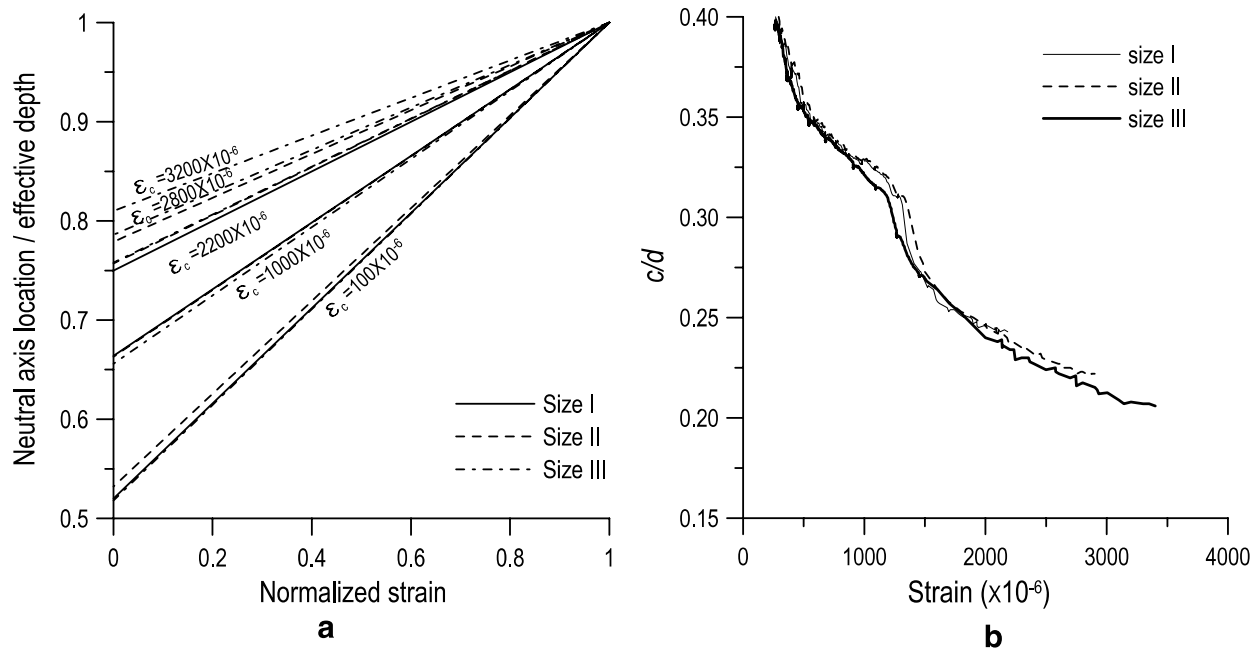 1
0.9
0.8
0.7
0.6
0.5
Neutral axis location / effective depth
ε c =3200X10⁻⁶
ε c =2800X10⁻⁶
ε c =2200X10⁻⁶
ε c =1000X10⁻⁶
ε c =100X10⁻⁶
Size I
Size II
Size III
0 0.2 0.4 0.6 0.8 1
Normalized strain
a
0.40
0.35
0.30
0.25
0.20
0.15
c/d
size I
size II
size III
0 1000 2000 3000 4000
Strain (×10⁻⁶)
b